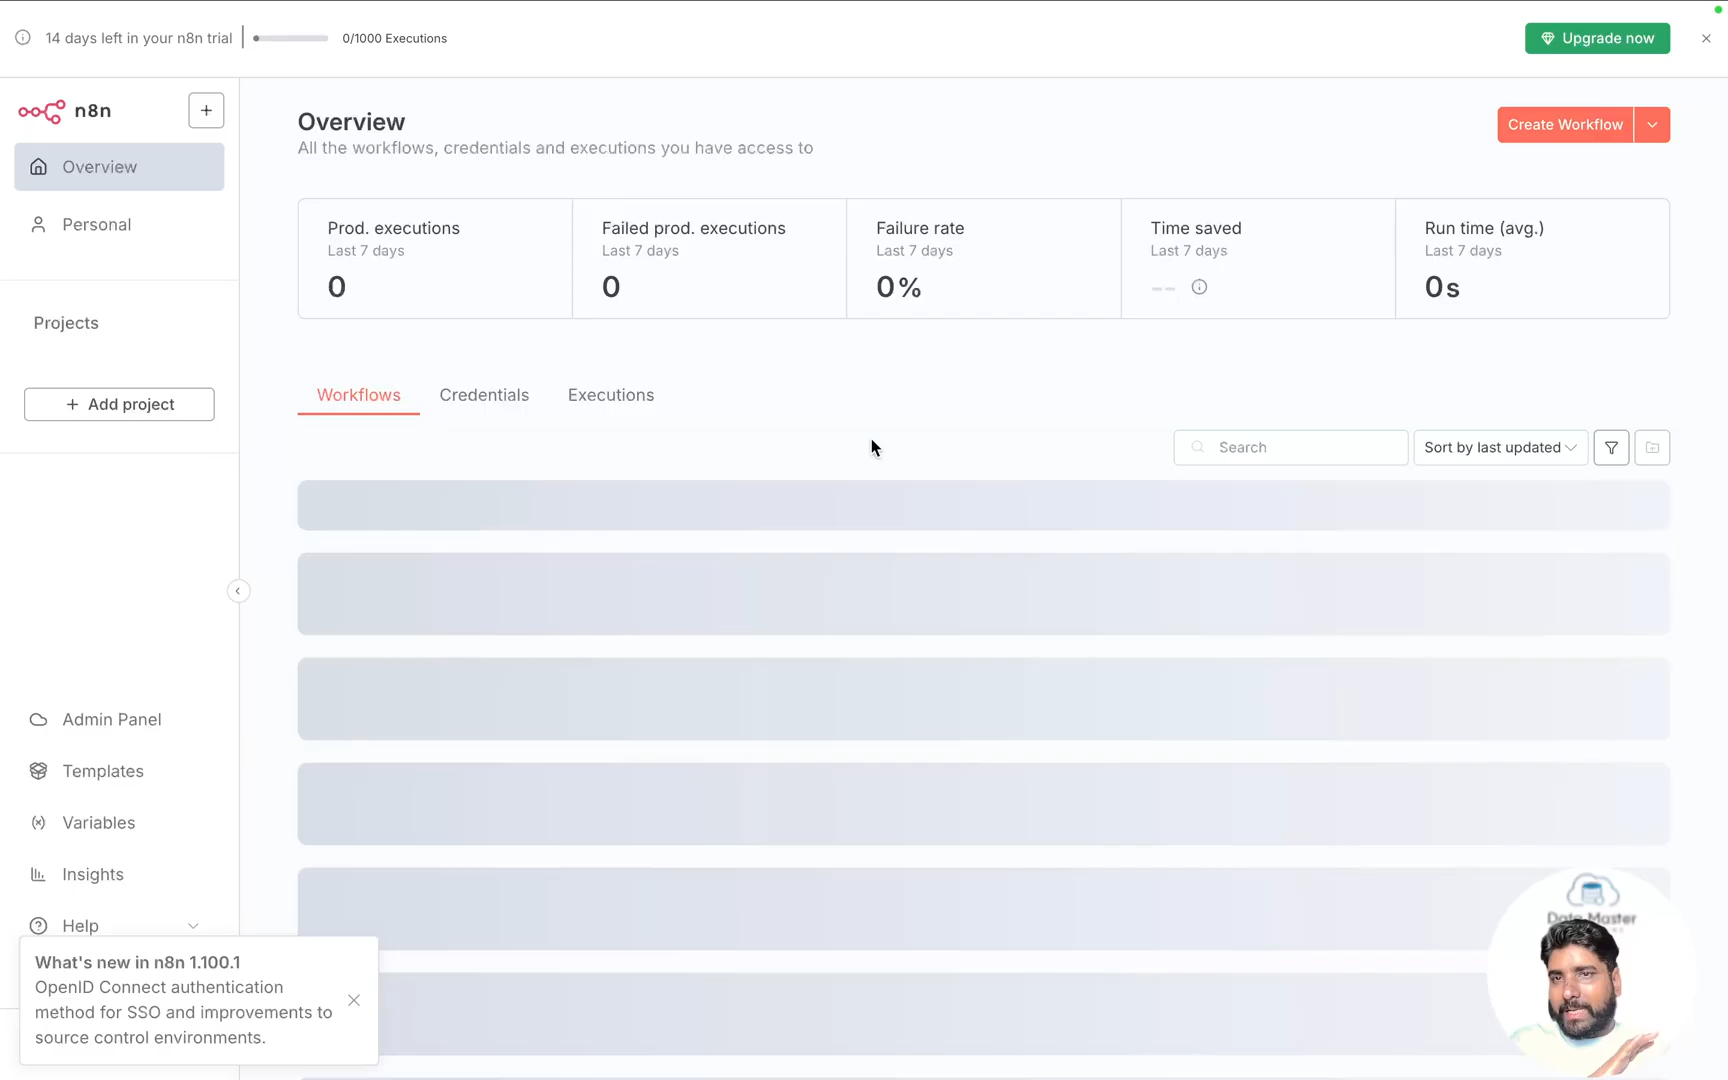 14 days left in your n8n trial
0/1000 Executions
Upgrade now
n8n
Overview
Personal
Projects
Add project
Admin Panel
Templates
Variables
Insights
Help
What's new in n8n 1.100.1
OpenID Connect authentication
method for SSO and improvements to
source control environments.
Overview
All the workflows, credentials and executions you have access to
Create Workflow
Prod. executions
Last 7 days
0
Failed prod. executions
Last 7 days
0
Failure rate
Last 7 days
0%
Time saved
Last 7 days
--
Run time (avg.)
Last 7 days
0s
Workflows
Credentials
Executions
Search
Sort by last updated
Data Master